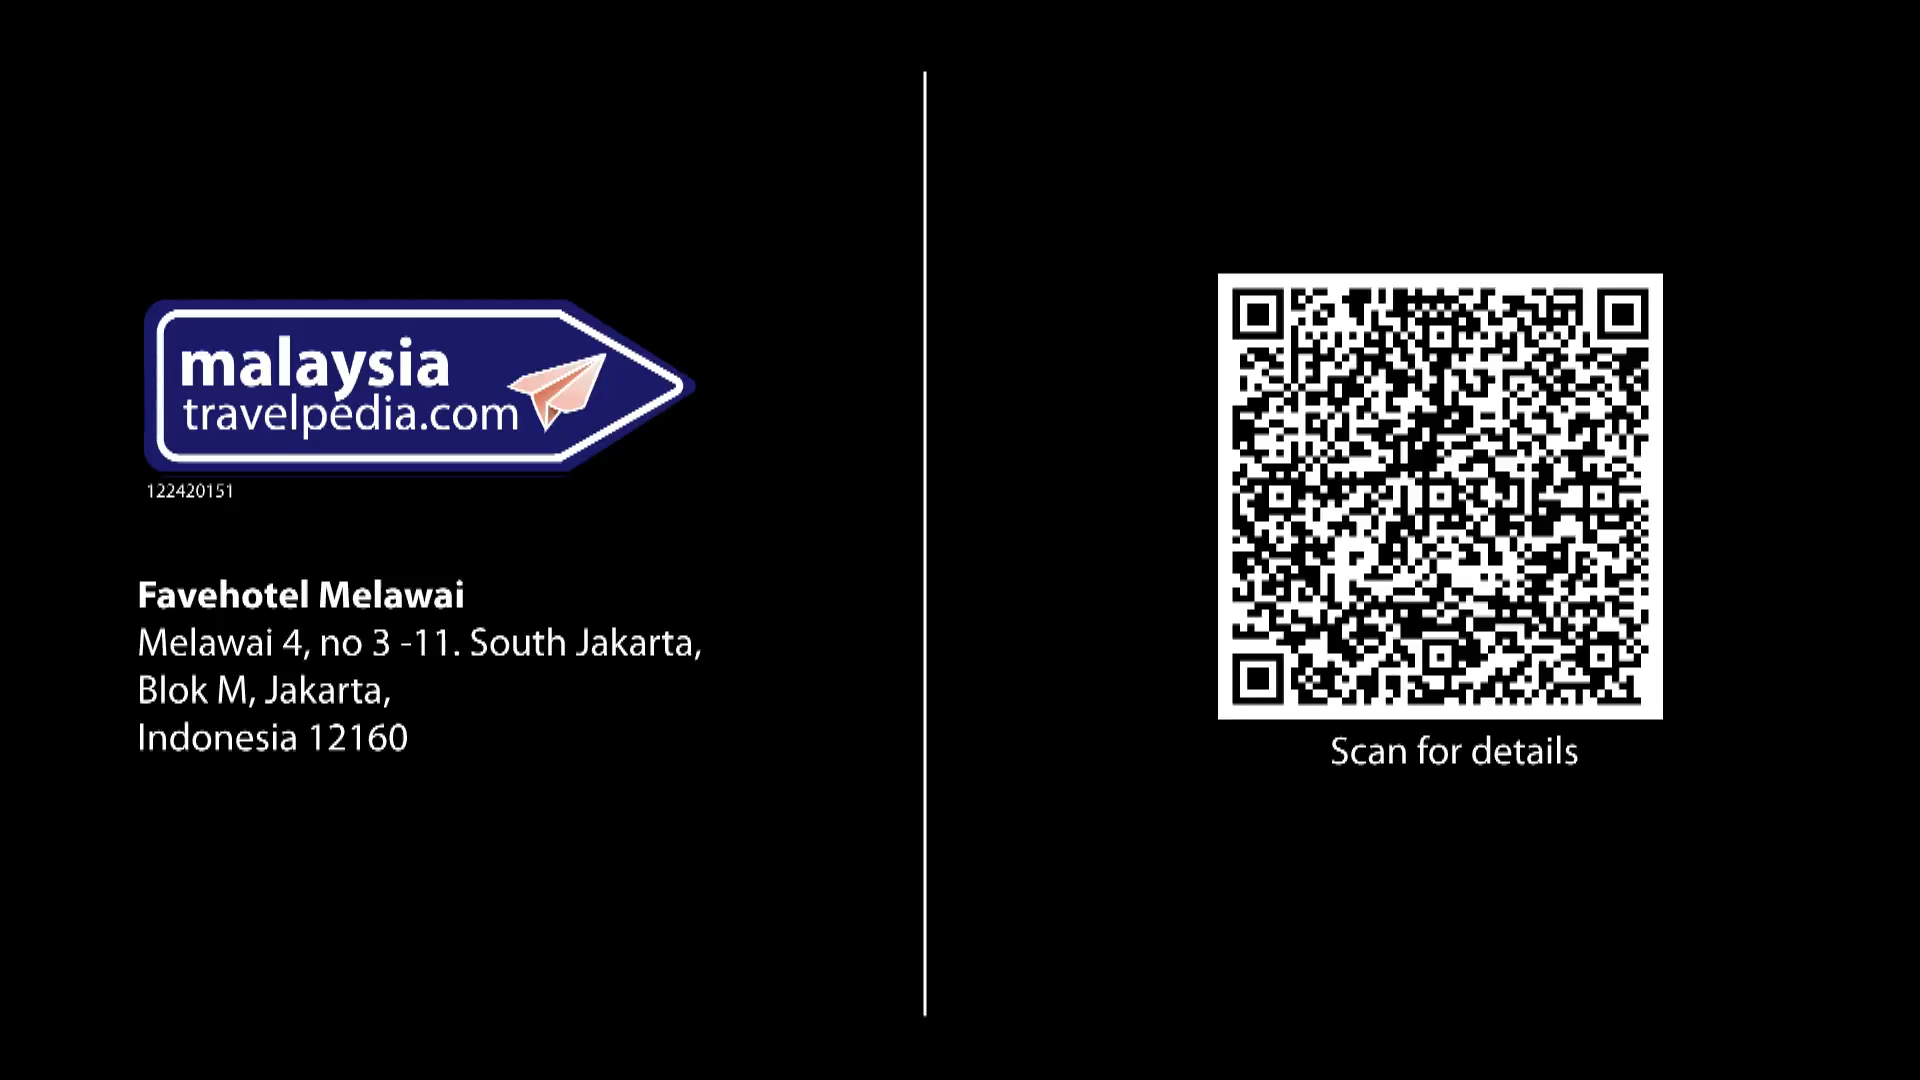 malaysia
travelpedia.com
122420151
Favehotel Melawai
Melawai 4, no 3 -11. South Jakarta,
Blok M, Jakarta,
Indonesia 12160
Scan for details